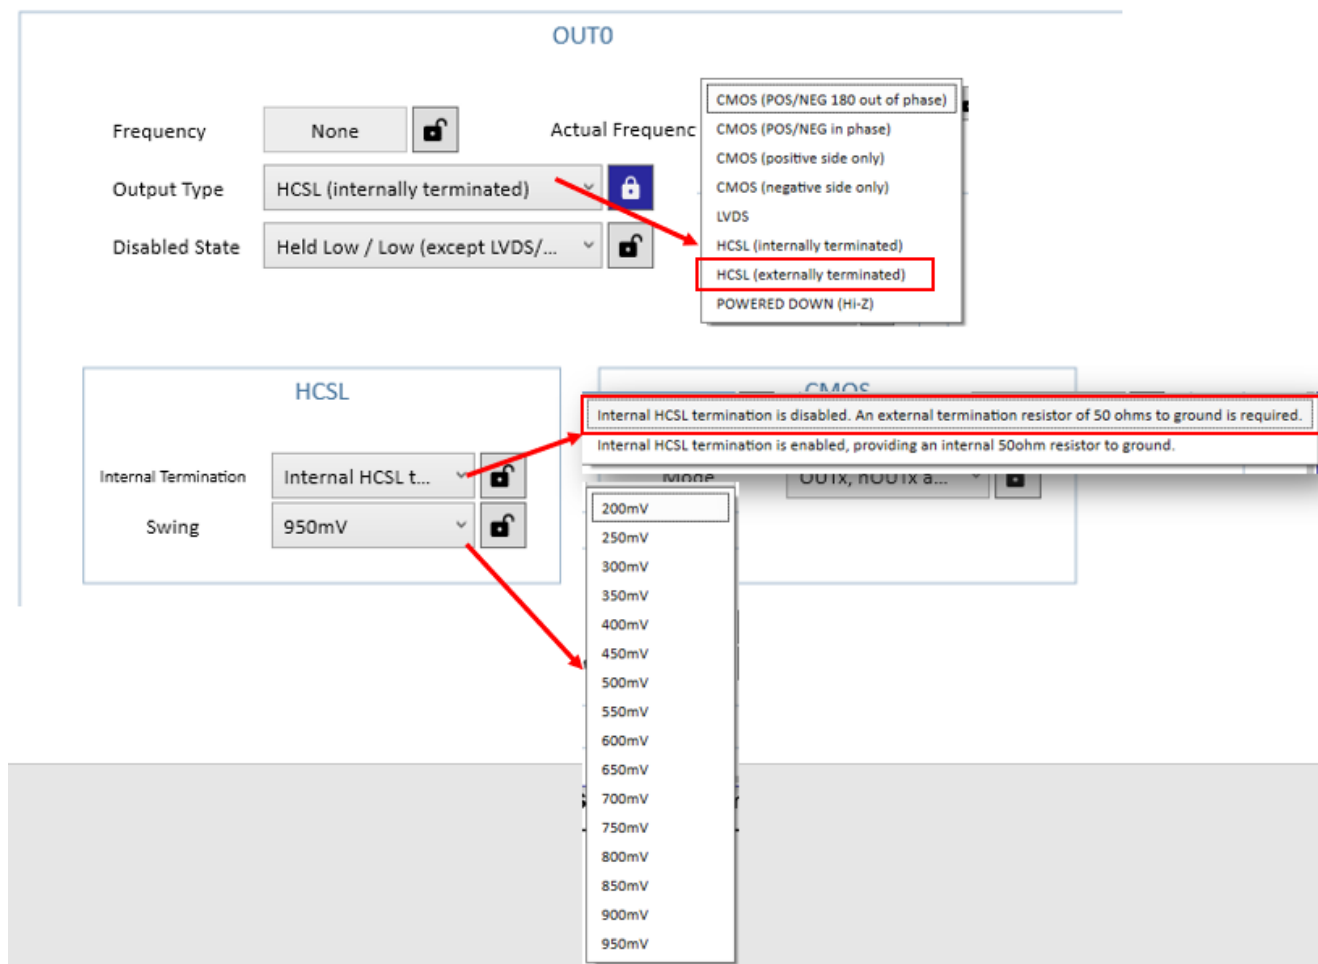 OUT0
CMOS (POS/NEG 180 out of phase)
Frequency
None
Actual Frequenc
CMOS (POS/NEG in phase)
CMOS (positive side only)
Output Type
HCSL (internally terminated)
CMOS (negative side only)
LVDS
Disabled State
Held Low / Low (except LVDS/...
HCSL (internally terminated)
HCSL (externally terminated)
POWERED DOWN (Hi-Z)
HCSL
CMOS
Internal HCSL termination is disabled. An external termination resistor of 50 ohms to ground is required.
Internal HCSL termination is enabled, providing an internal 50ohm resistor to ground.
Internal Termination
Internal HCSL t...
Mode
OUTx, nOUTx a...
Swing
950mV
200mV
250mV
300mV
350mV
400mV
450mV
500mV
550mV
600mV
650mV
700mV
750mV
800mV
850mV
900mV
950mV